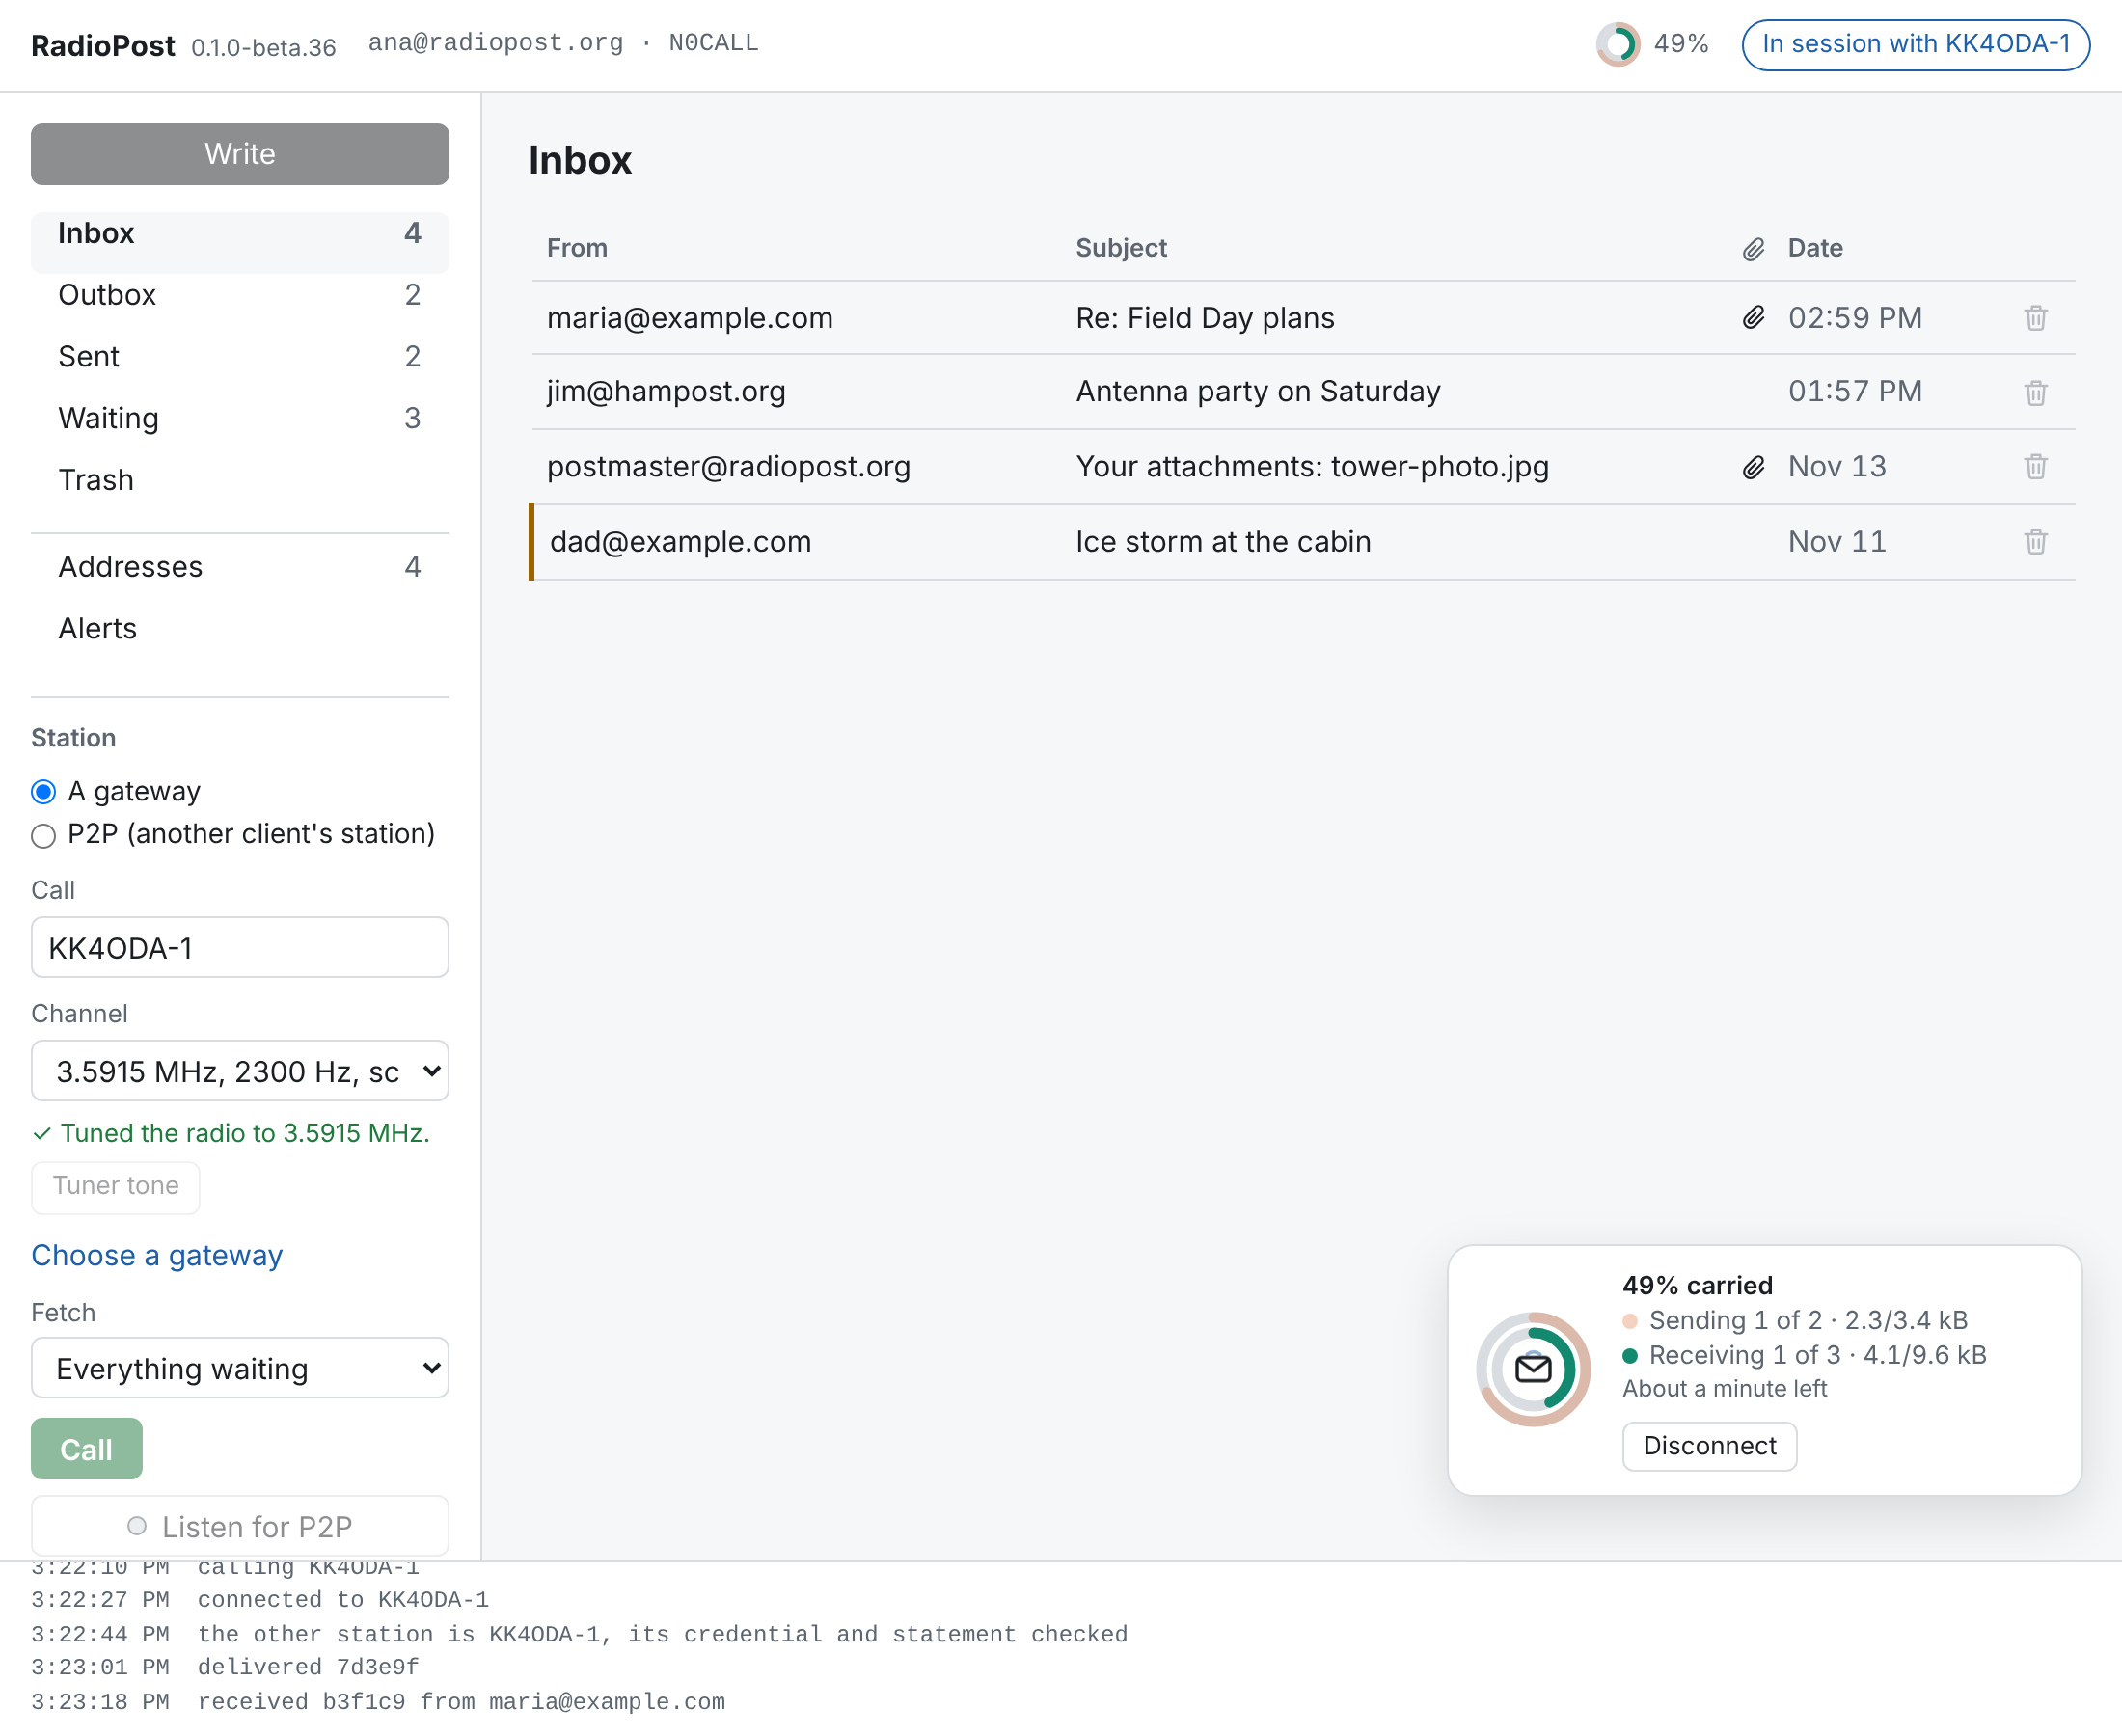 RadioPost 0.1.0-beta.36 ana@radiopost.org · N0CALL 49% In session with KK4ODA-1
Write
Inbox 4
Outbox 2
Sent 2
Waiting 3
Trash
Addresses 4
Alerts
Station
A gateway
P2P (another client's station)
Call
KK4ODA-1
Channel
3.5915 MHz, 2300 Hz, sc
✓ Tuned the radio to 3.5915 MHz.
Tuner tone
Choose a gateway
Fetch
Everything waiting
Call
Listen for P2P
Inbox
From Subject Date
maria@example.com Re: Field Day plans 02:59 PM
jim@hampost.org Antenna party on Saturday 01:57 PM
postmaster@radiopost.org Your attachments: tower-photo.jpg Nov 13
dad@example.com Ice storm at the cabin Nov 11
49% carried
Sending 1 of 2 · 2.3/3.4 kB
Receiving 1 of 3 · 4.1/9.6 kB
About a minute left
Disconnect
3:22:10 PM calling KK4ODA-1
3:22:27 PM connected to KK4ODA-1
3:22:44 PM the other station is KK4ODA-1, its credential and statement checked
3:23:01 PM delivered 7d3e9f
3:23:18 PM received b3f1c9 from maria@example.com